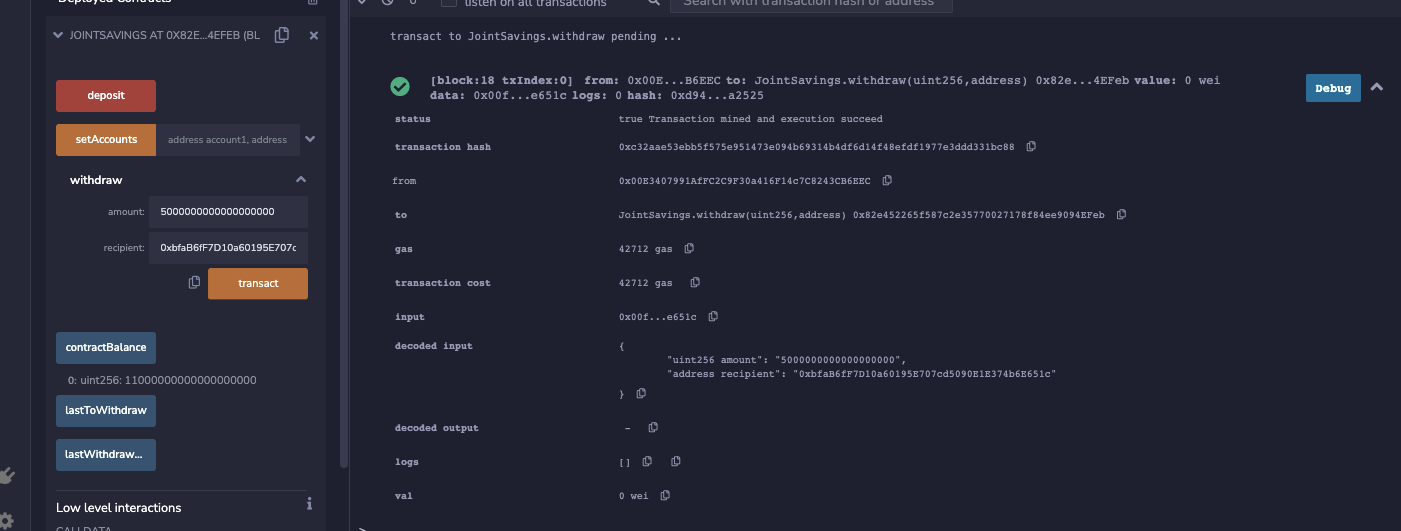 Deployed Contracts
JOINTSAVINGS AT 0X82E...4EFEB (BL
deposit
setAccounts
address account1, address
withdraw
amount:
5000000000000000000
recipient:
0xbfaB6fF7D10a60195E707c
transact
contractBalance
0: uint256: 11000000000000000000
lastToWithdraw
lastWithdraw...
Low level interactions
CALLDATA
0
listen on all transactions
Search with transaction hash or address
transact to JointSavings.withdraw pending ...
[block:18 txIndex:0] from: 0x00E...B6EEC to: JointSavings.withdraw(uint256,address) 0x82e...4EFeb value: 0 wei
data: 0x00f...e651c logs: 0 hash: 0xd94...a2525
Debug
status true Transaction mined and execution succeed
transaction hash 0xc32aae53ebb5f575e951473e094b69314b4df6d14f48efdf1977e3ddd331bc88
from 0x00E3407991AfFC2C9F30a416F14c7C8243CB6EEC
to JointSavings.withdraw(uint256,address) 0x82e452265f587c2e35770027178f84ee9094EFeb
gas 42712 gas
transaction cost 42712 gas
input 0x00f...e651c
decoded input {
"uint256 amount": "5000000000000000000",
"address recipient": "0xbfaB6fF7D10a60195E707cd5090E1E374b6E651c"
}
decoded output -
logs []
val 0 wei
>